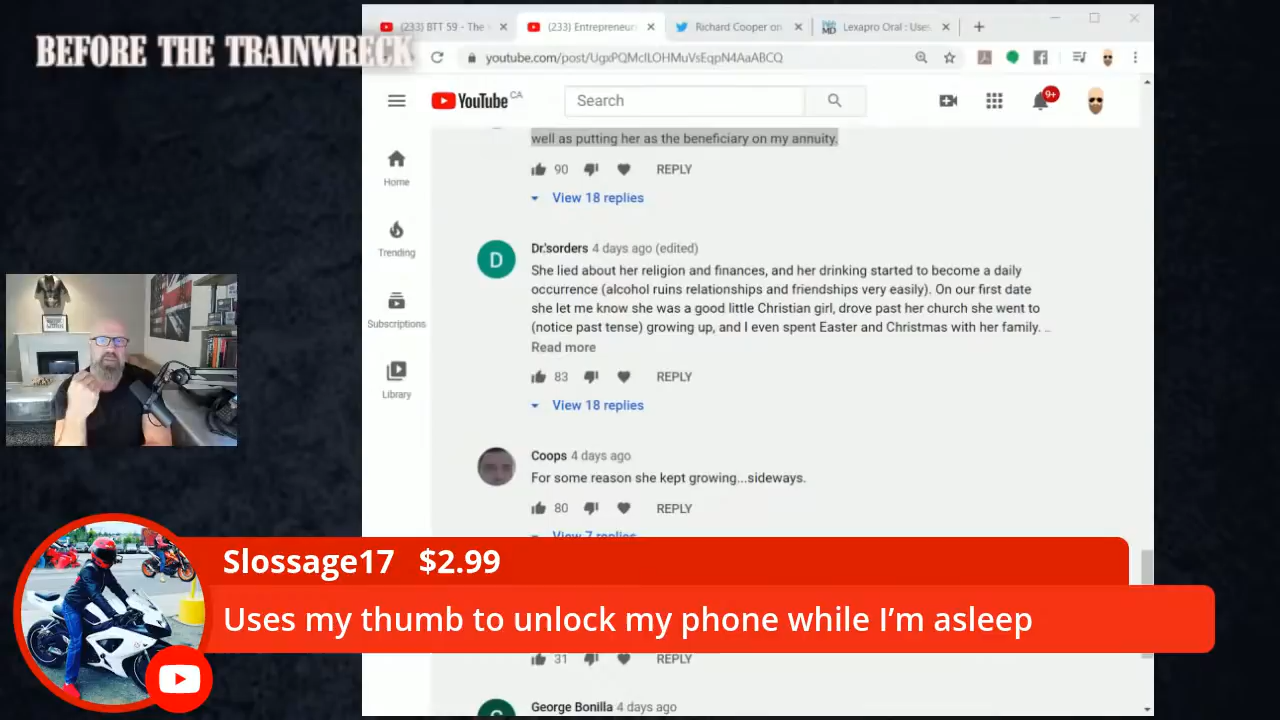 BEFORE THE TRAINWRECK
(233) BTT 59 - The
(233) Entrepreneurs
Richard Cooper on
Lexapro Oral : Uses
youtube.com/post/UgxPQMclLOHMuVsEqpN4AaABCQ
YouTube CA
Search
9+
Home
Trending
Subscriptions
Library
well as putting her as the beneficiary on my annuity.
90 REPLY
View 18 replies
D
Dr.'sorders 4 days ago (edited)
She lied about her religion and finances, and her drinking started to become a daily
occurrence (alcohol ruins relationships and friendships very easily). On our first date
she let me know she was a good little Christian girl, drove past her church she went to
(notice past tense) growing up, and I even spent Easter and Christmas with her family. ...
Read more
83 REPLY
View 18 replies
Coops 4 days ago
For some reason she kept growing...sideways.
80 REPLY
View 7 replies
Slossage17 $2.99
Uses my thumb to unlock my phone while I'm asleep
31 REPLY
George Bonilla 4 days ago